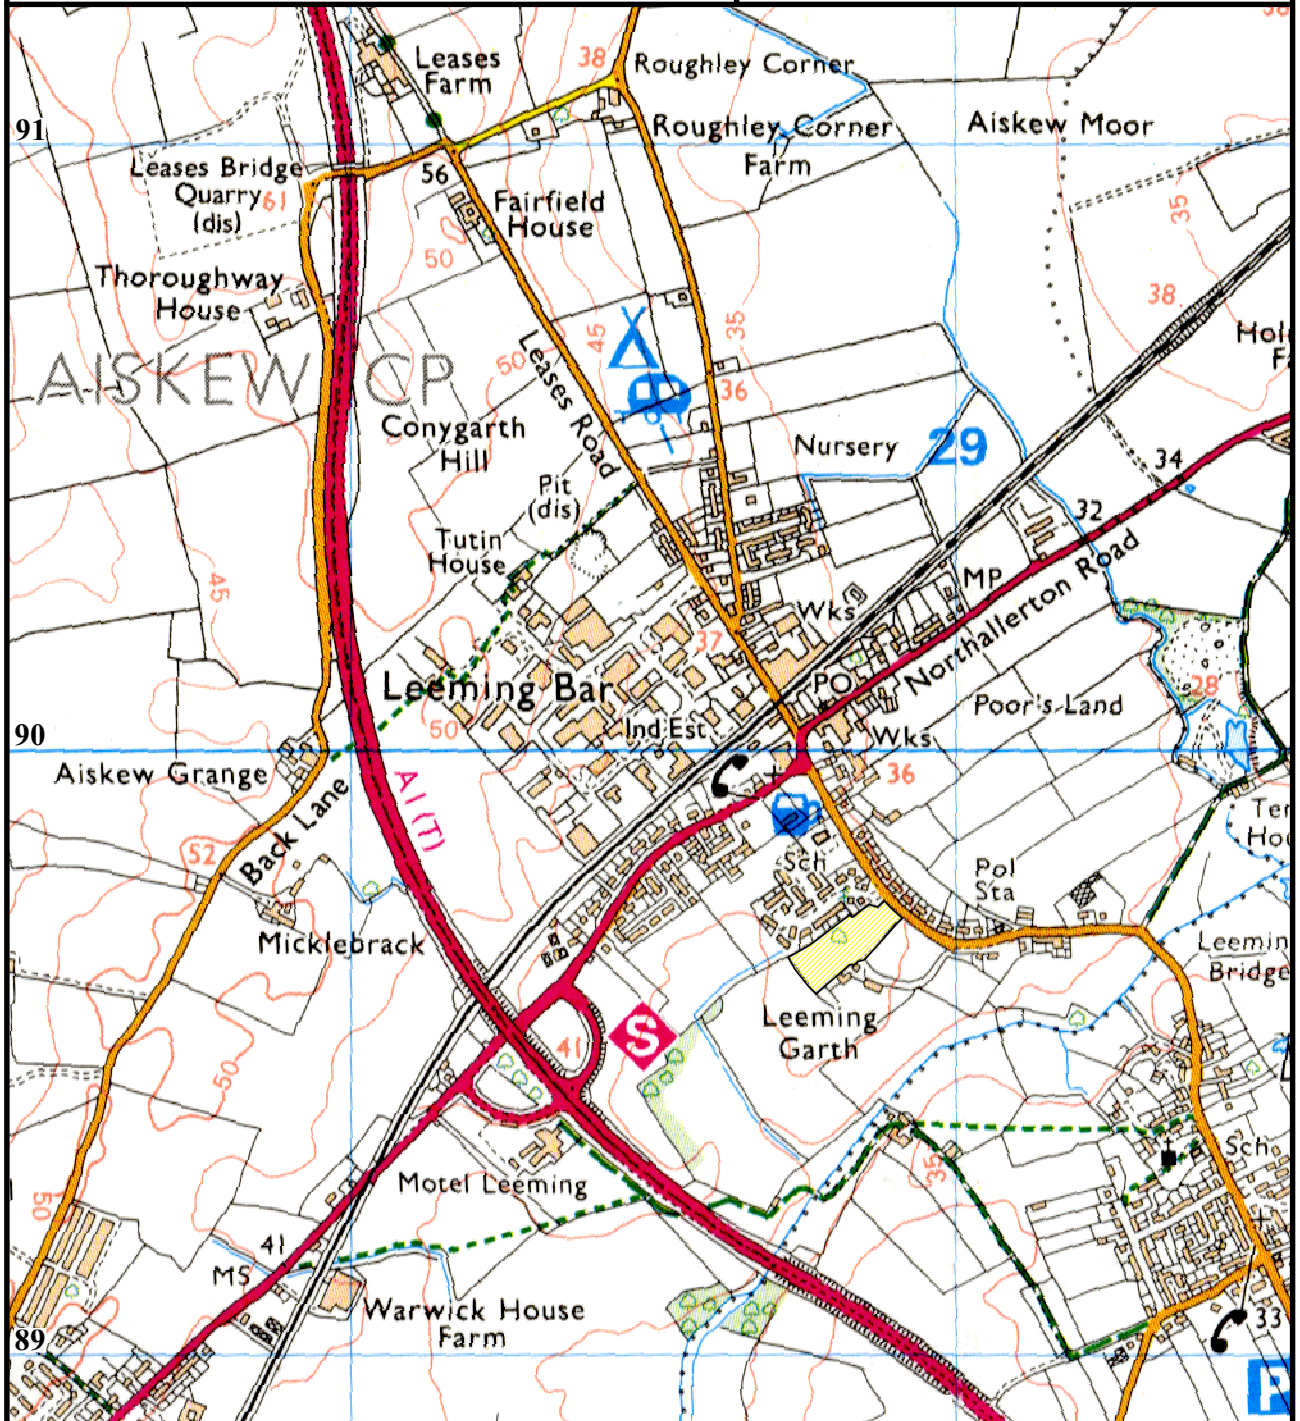 Leases
Farm
38
Roughley Corner
91
Roughley Corner
Farm
Aiskew Moor
Leases Bridge
Quarry 61
(dis)
56
Fairfield
House
35
50
Thoroughway
House
38
45
35
AISKEW CP
50
Leases Road
36
Conygarth
Hill
Nursery
29
34
Pit
(dis)
32
Tutin
House
45
MP
Wks
Northallerton Road
37
Leeming Bar
PO
28
Poor's Land
50
Ind Est
90
Wks
Aiskew Grange
36
A1(T)
Back Lane
52
Sch
Pol
Sta
Micklebrack
Leeming
Garth
S
41
50
Sch
35
Motel Leeming
50
41
MS
Warwick House
Farm
33
89
P